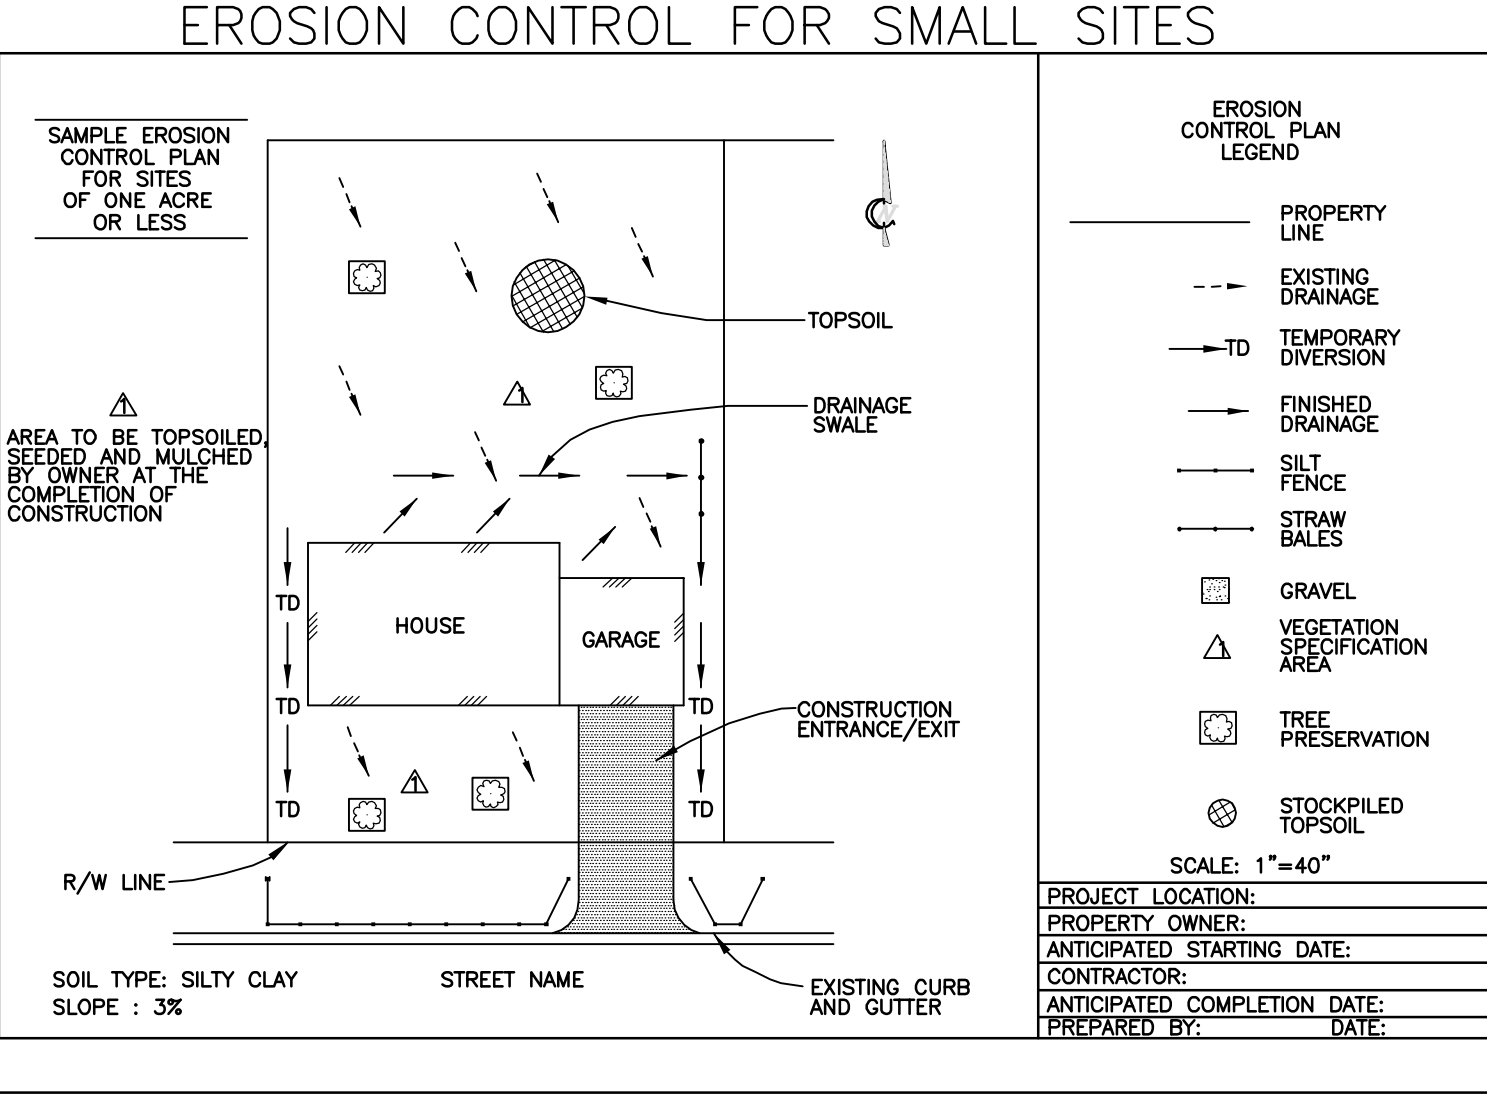 EROSION CONTROL FOR SMALL SITES
SAMPLE EROSION
CONTROL PLAN
FOR SITES
OF ONE ACRE
OR LESS
N
TOPSOIL
1
1
AREA TO BE TOPSOILED,
SEEDED AND MULCHED
BY OWNER AT THE
COMPLETION OF
CONSTRUCTION
DRAINAGE
SWALE
TD
HOUSE
GARAGE
TD
TD
CONSTRUCTION
ENTRANCE/EXIT
1
TD
TD
R/W LINE
SOIL TYPE: SILTY CLAY
SLOPE : 3%
STREET NAME
EXISTING CURB
AND GUTTER
EROSION
CONTROL PLAN
LEGEND
PROPERTY
LINE
EXISTING
DRAINAGE
TD
TEMPORARY
DIVERSION
FINISHED
DRAINAGE
SILT
FENCE
STRAW
BALES
GRAVEL
1
VEGETATION
SPECIFICATION
AREA
TREE
PRESERVATION
STOCKPILED
TOPSOIL
SCALE: 1"=40"
PROJECT LOCATION:
PROPERTY OWNER:
ANTICIPATED STARTING DATE:
CONTRACTOR:
ANTICIPATED COMPLETION DATE:
PREPARED BY: DATE: